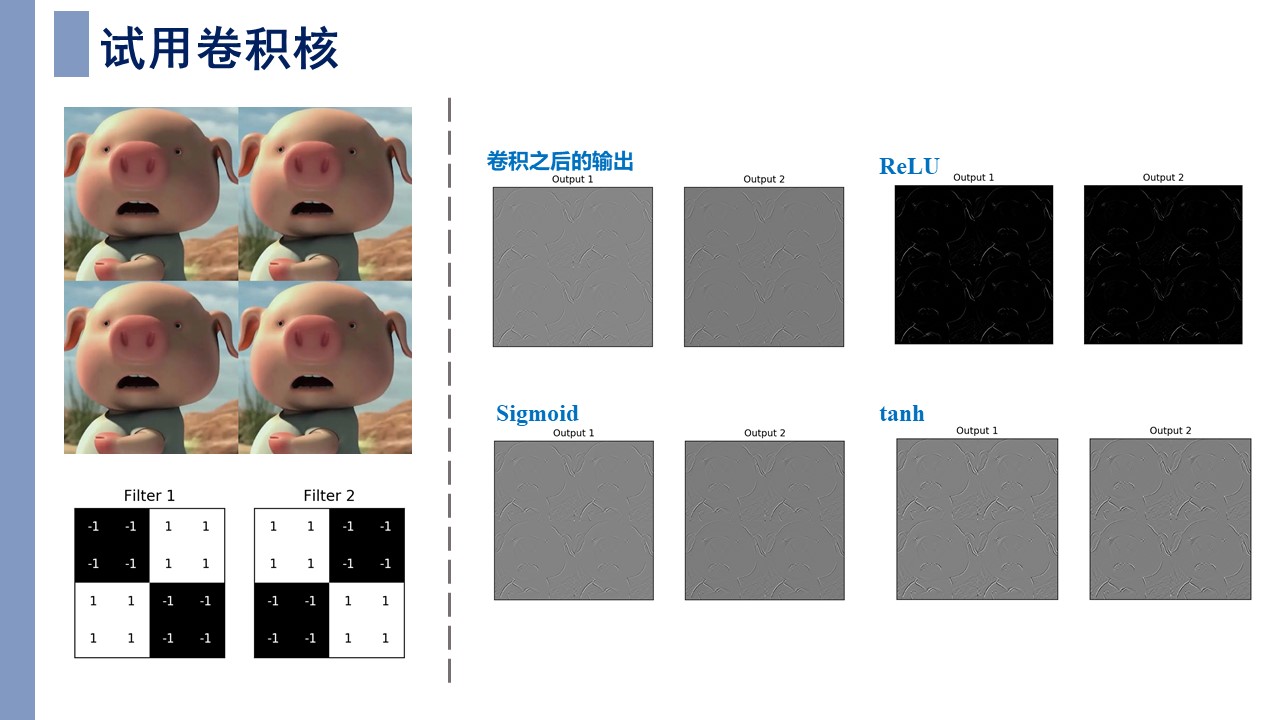 试用卷积核
Filter 1
-1 -1 1 1
-1 -1 1 1
1 1 -1 -1
1 1 -1 -1
Filter 2
1 1 -1 -1
1 1 -1 -1
-1 -1 1 1
-1 -1 1 1
卷积之后的输出
Output 1
Output 2
ReLU
Output 1
Output 2
Sigmoid
Output 1
Output 2
tanh
Output 1
Output 2